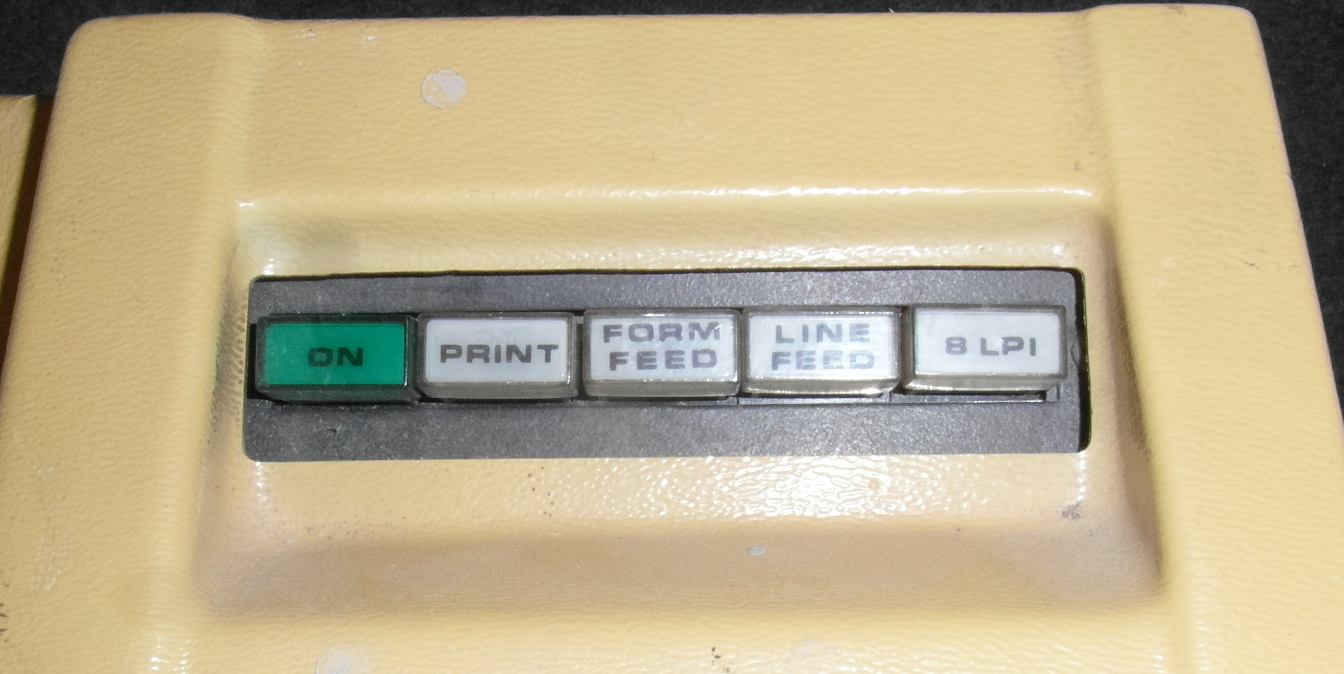 ON
PRINT
FORM
FEED
LINE
FEED
8 LPI